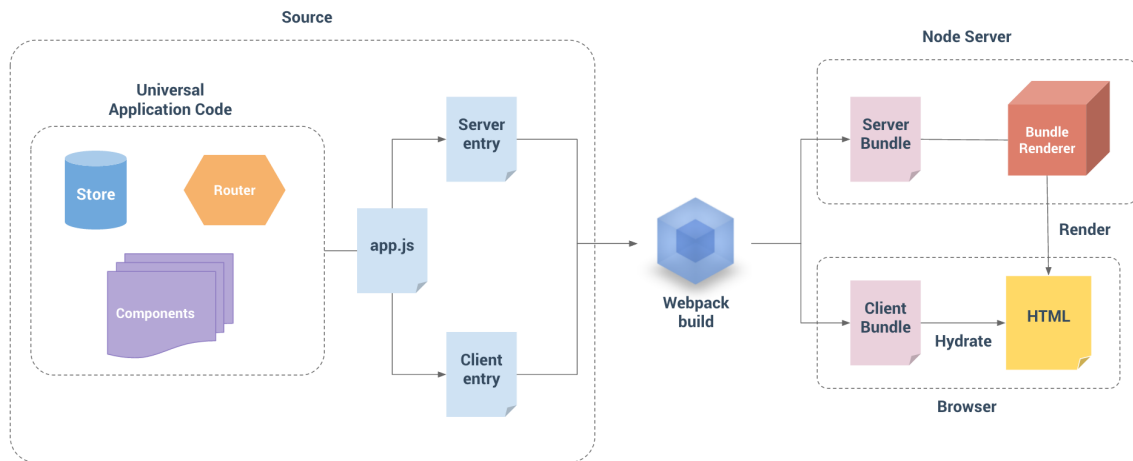 Source
Node Server
Universal
Application Code
Store
Router
Components
app.js
Server
entry
Client
entry
Webpack
build
Server
Bundle
Bundle
Renderer
Render
Client
Bundle
Hydrate
HTML
Browser